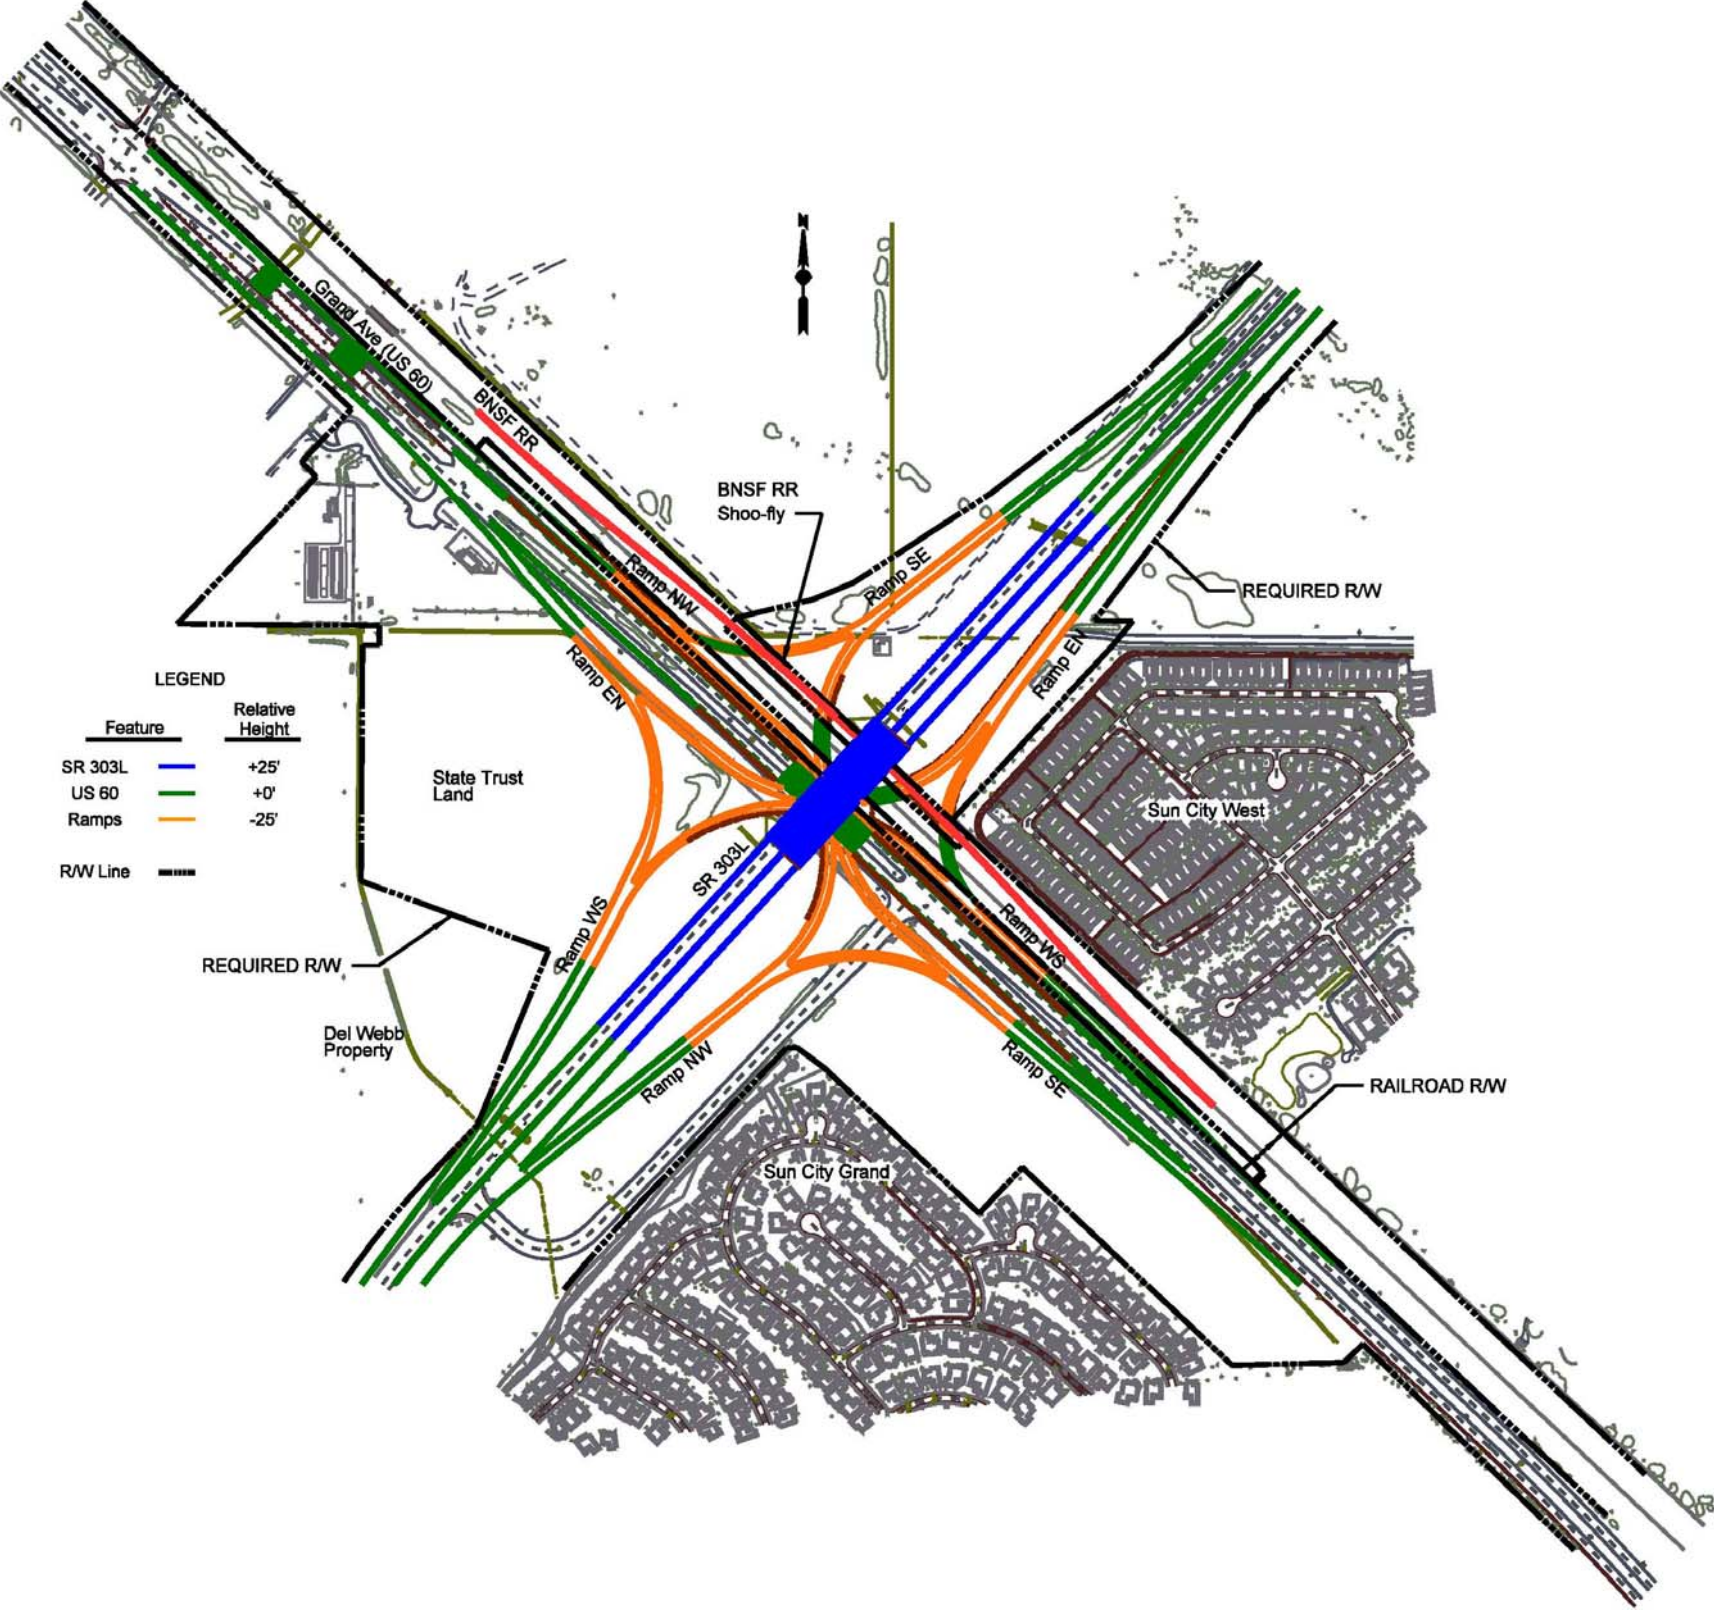 N
Grand Ave (US 60)
BNSF RR
BNSF RR
Shoo-fly
Ramp NW
Ramp SE
REQUIRED R/W
Ramp EN
Ramp EN
LEGEND
Feature
Relative
Height
SR 303L
+25'
US 60
+0'
Ramps
-25'
R/W Line
State Trust
Land
Sun City West
SR 303L
Ramp WS
Ramp WS
REQUIRED R/W
Del Webb
Property
Ramp NW
Ramp SE
RAILROAD R/W
Sun City Grand